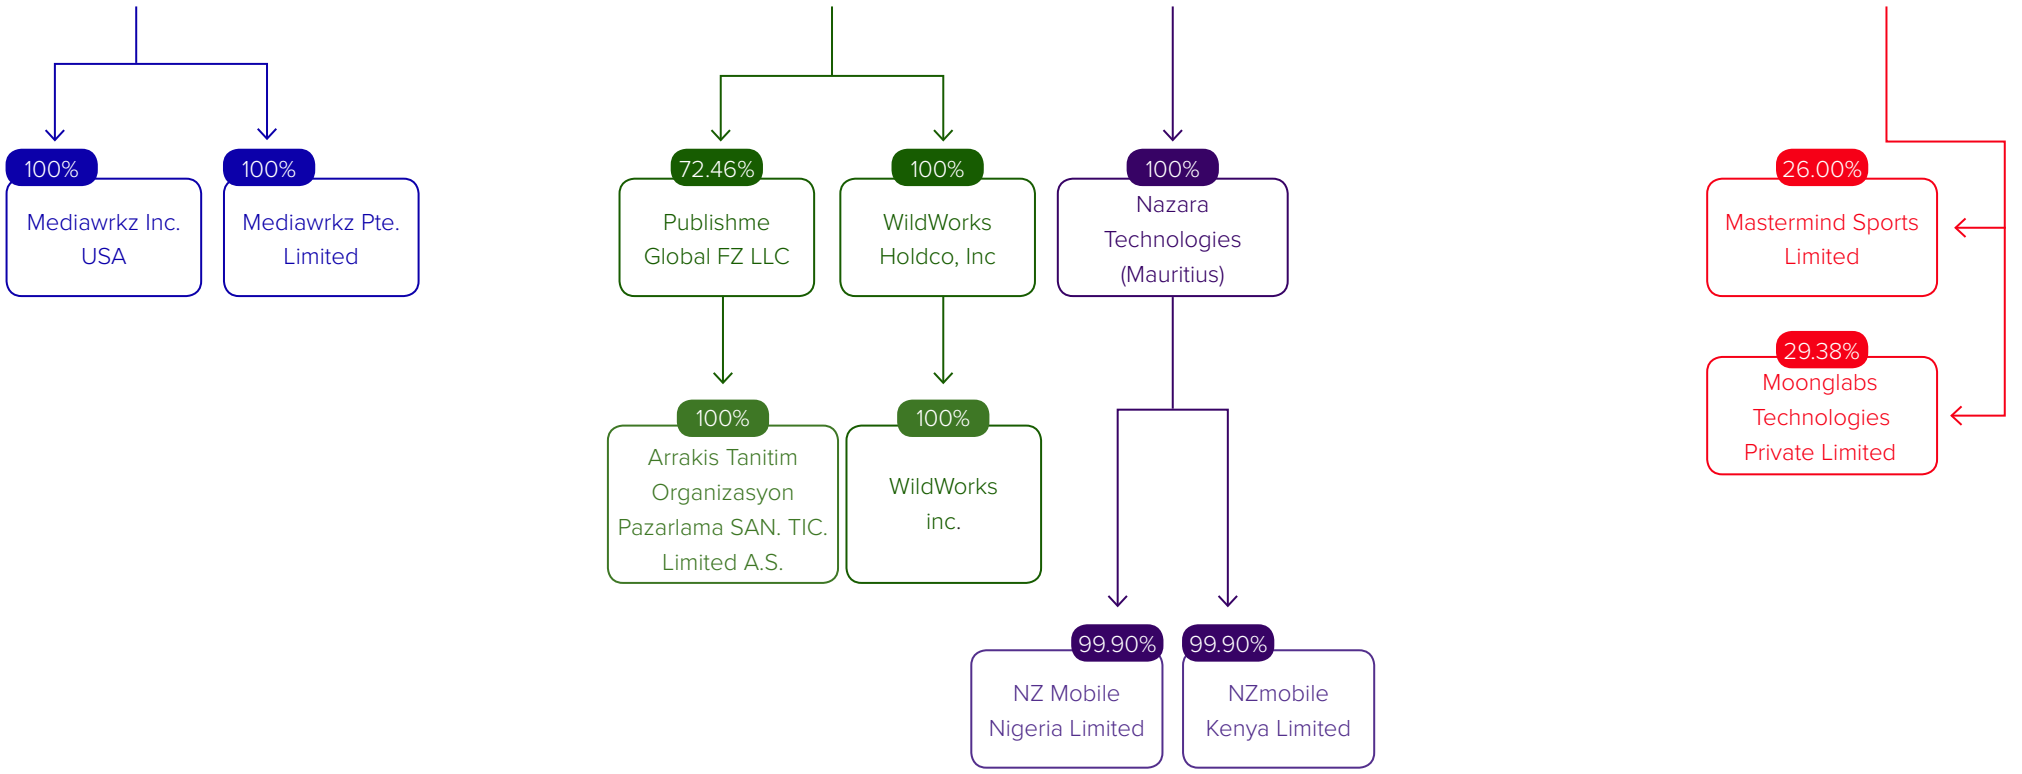 100%
Mediawrkz Inc.
USA
100%
Mediawrkz Pte.
Limited
72.46%
Publishme
Global FZ LLC
100%
WildWorks
Holdco, Inc
100%
Nazara
Technologies
(Mauritius)
26.00%
Mastermind Sports
Limited
29.38%
Moonglabs
Technologies
Private Limited
100%
Arrakis Tanitim
Organizasyon
Pazarlama SAN. TIC.
Limited A.S.
100%
WildWorks
inc.
99.90%
NZ Mobile
Nigeria Limited
99.90%
NZmobile
Kenya Limited